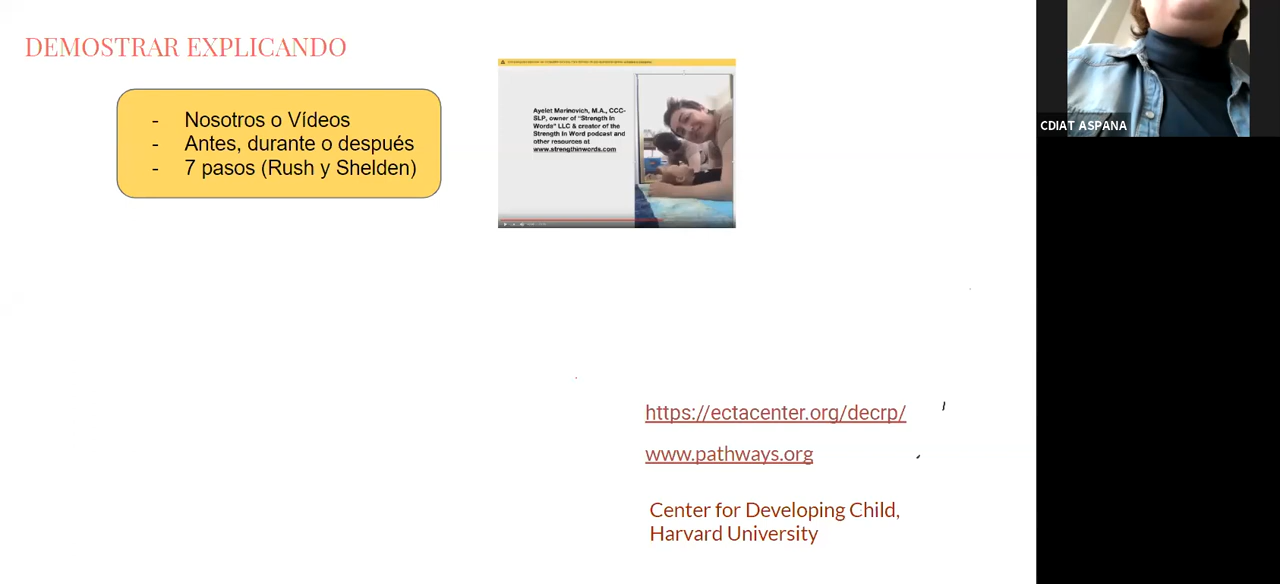 DEMOSTRAR EXPLICANDO
- Nosotros o Vídeos
- Antes, durante o después
- 7 pasos (Rush y Shelden)
Ayelet Marinovich, M.A., CCC-
SLP, owner of "Strength In
Words" LLC & creator of the
Strength In Word podcast and
other resources at
www.strengthinwords.com
https://ectacenter.org/decrp/
www.pathways.org
Center for Developing Child,
Harvard University
CDIAT ASPANA